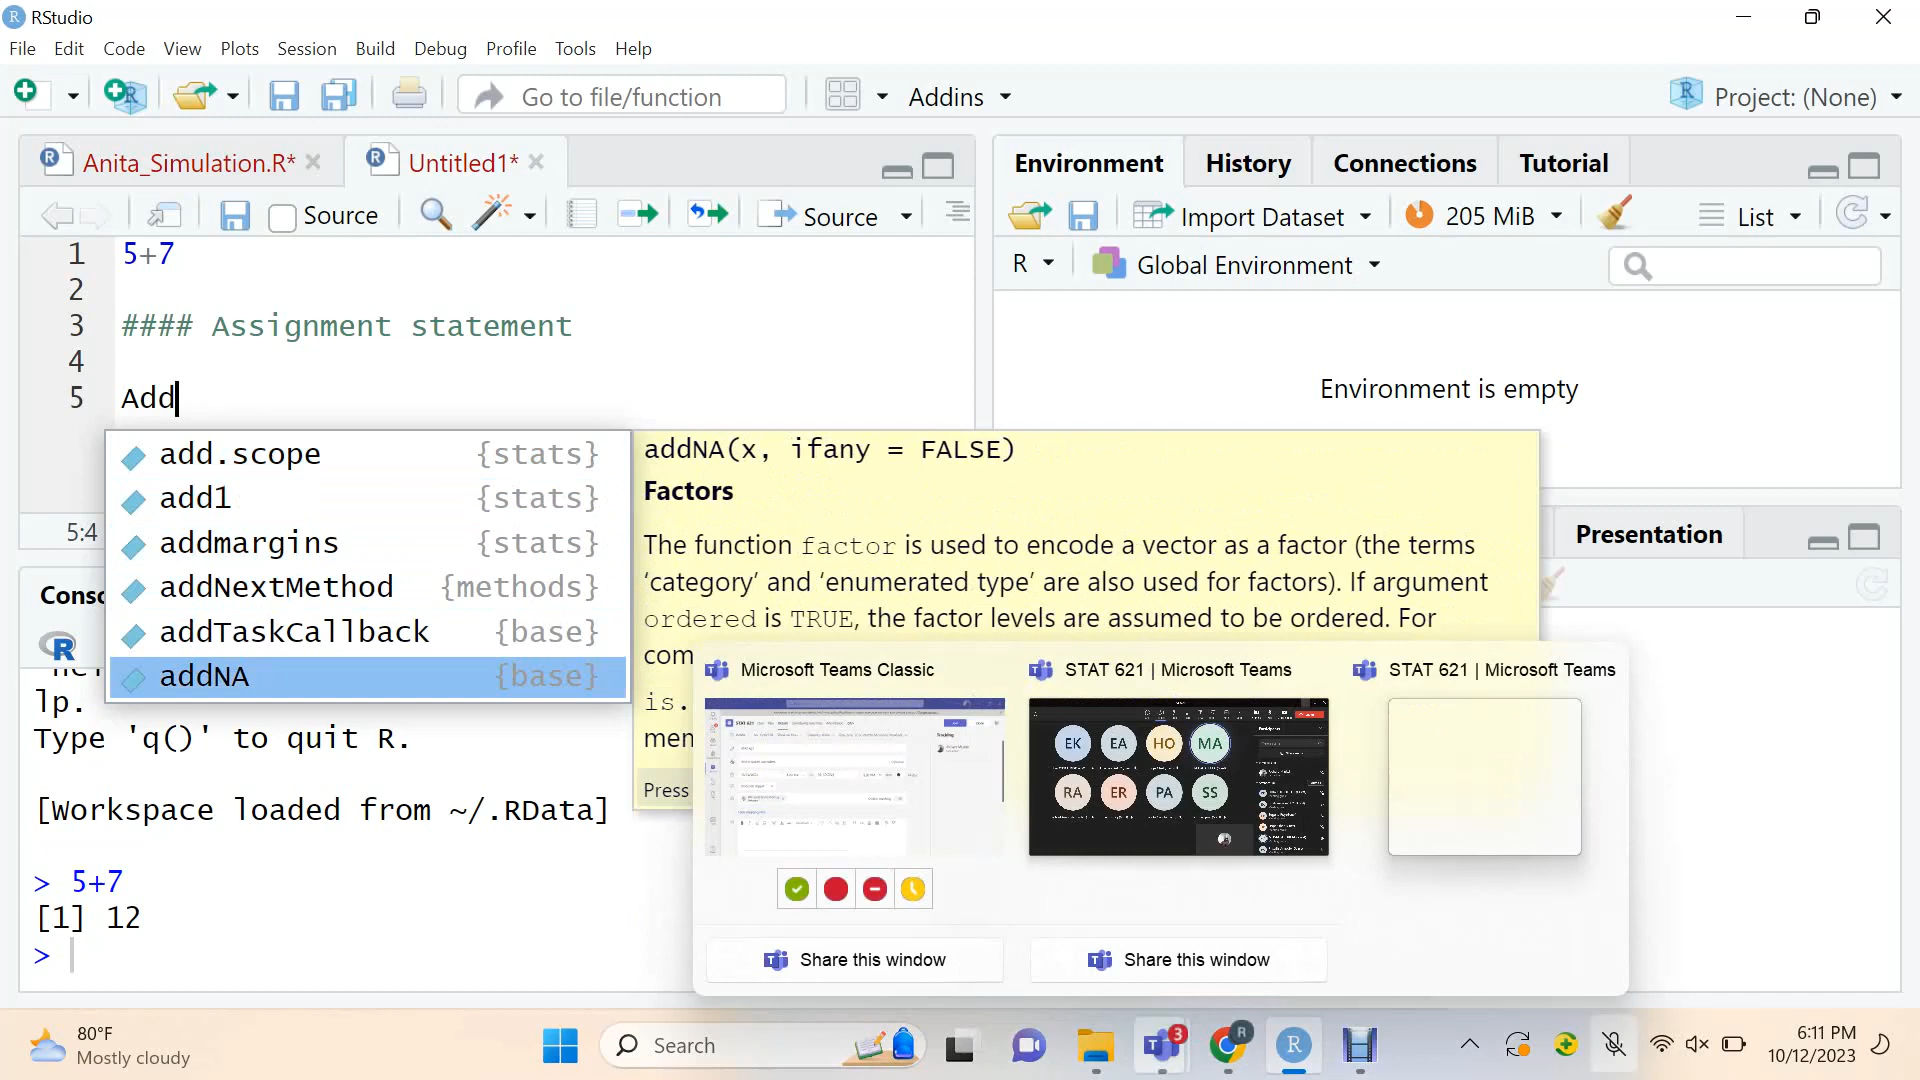 RStudio
File Edit Code View Plots Session Build Debug Profile Tools Help
Go to file/function
Addins
Project: (None)
Anita_Simulation.R*
Untitled1*
Source
Source
1 5+7
2
3 #### Assignment statement
4
5 Add
5:4
add.scope {stats}
add1 {stats}
addmargins {stats}
addNextMethod {methods}
addTaskCallback {base}
addNA {base}
addNA(x, ifany = FALSE)
Factors
The function factor is used to encode a vector as a factor (the terms
‘category’ and ‘enumerated type’ are also used for factors). If argument
ordered is TRUE, the factor levels are assumed to be ordered. For
com
is.
mem
Press
Environment History Connections Tutorial
Import Dataset
205 MiB
List
R
Global Environment
Environment is empty
Presentation
Conso
lp.
Type 'q()' to quit R.
[Workspace loaded from ~/.RData]
> 5+7
[1] 12
>
Microsoft Teams Classic
STAT 621 | Microsoft Teams
STAT 621 | Microsoft Teams
STAT 621
EK EA HO MA
RA ER PA SS
Share this window
Share this window
80°F
Mostly cloudy
Search
3
R
6:11 PM
10/12/2023